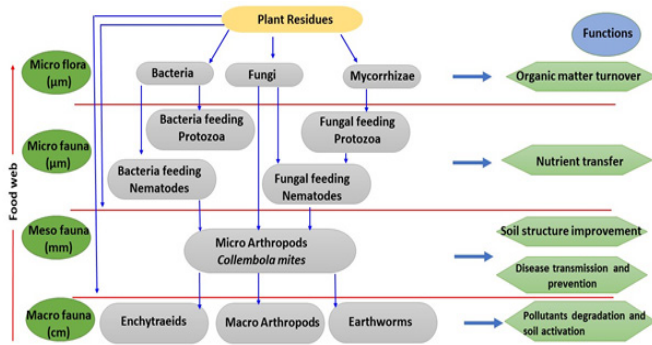 Plant Residues
Functions
Micro flora
(µm)
Bacteria
Fungi
Mycorrhizae
Organic matter turnover
Food web
Micro fauna
(µm)
Bacteria feeding
Protozoa
Fungal feeding
Protozoa
Bacteria feeding
Nematodes
Fungal feeding
Nematodes
Nutrient transfer
Meso fauna
(mm)
Micro Arthropods
Collembola mites
Soil structure improvement
Disease transmission and
prevention
Macro fauna
(cm)
Enchytraeids
Macro Arthropods
Earthworms
Pollutants degradation and
soil activation